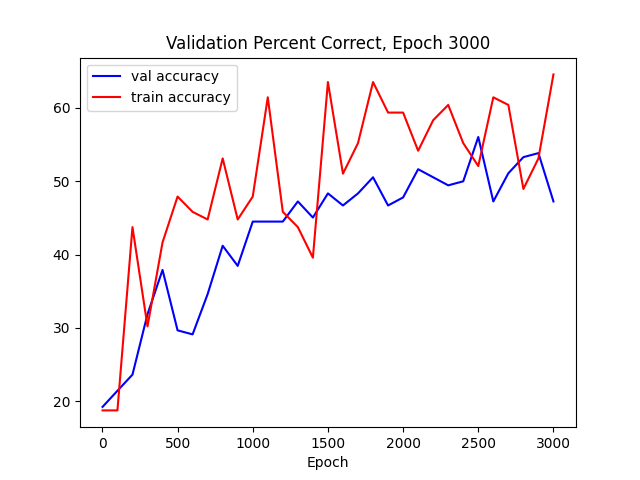 Validation Percent Correct, Epoch 3000
val accuracy
train accuracy
60
50
40
30
20
0 500 1000 1500 2000 2500 3000
Epoch